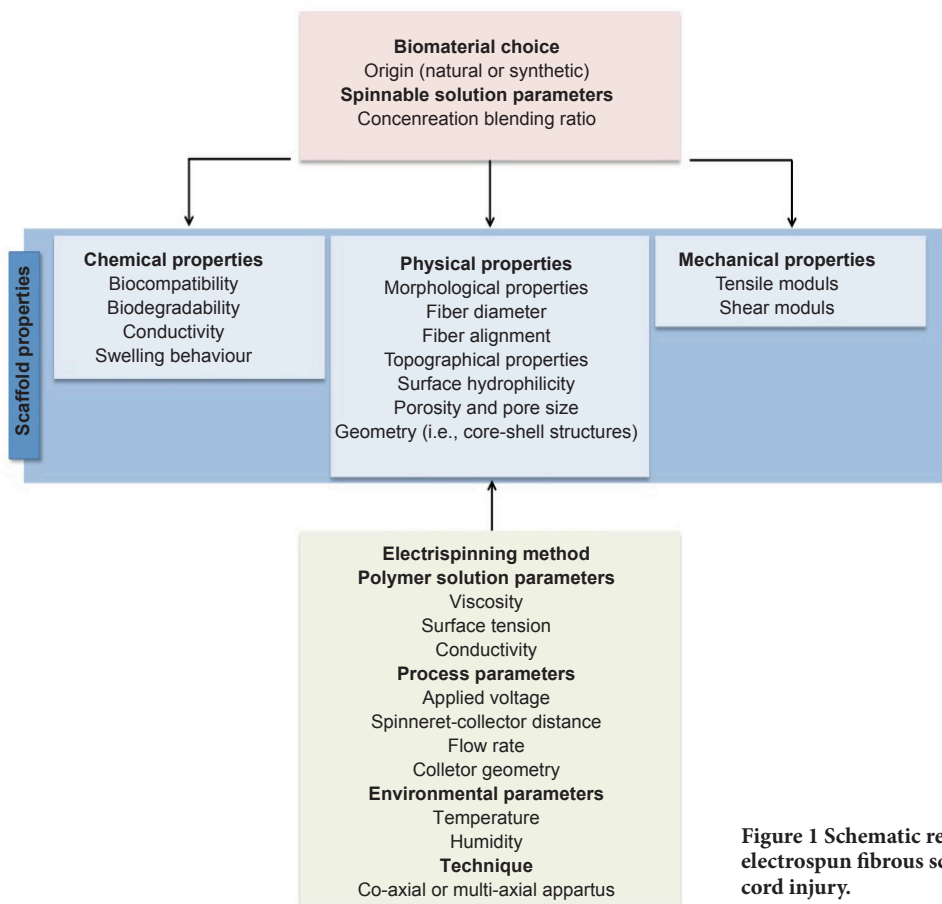 Biomaterial choice
Origin (natural or synthetic)
Spinnable solution parameters
Concenreation blending ratio
Scaffold properties
Chemical properties
Biocompatibility
Biodegradability
Conductivity
Swelling behaviour
Physical properties
Morphological properties
Fiber diameter
Fiber alignment
Topographical properties
Surface hydrophilicity
Porosity and pore size
Geometry (i.e., core-shell structures)
Mechanical properties
Tensile moduls
Shear moduls
Electrispinning method
Polymer solution parameters
Viscosity
Surface tension
Conductivity
Process parameters
Applied voltage
Spinneret-collector distance
Flow rate
Colletor geometry
Environmental parameters
Temperature
Humidity
Technique
Co-axial or multi-axial appartus
Figure 1 Schematic re
electrospun fibrous sc
cord injury.